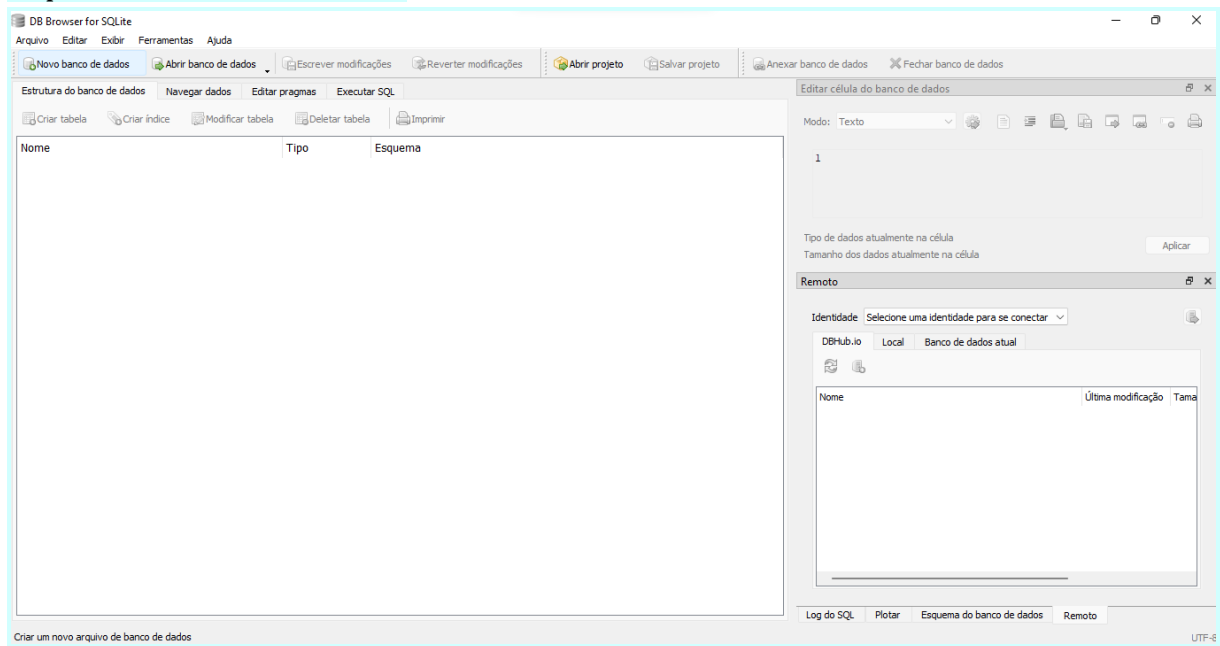 DB Browser for SQLite
Arquivo Editar Exibir Ferramentas Ajuda
Novo banco de dados Abrir banco de dados Escrever modificações Reverter modificações Abrir projeto Salvar projeto Anexar banco de dados Fechar banco de dados
Estrutura do banco de dados Navegar dados Editar pragmas Executar SQL
Criar tabela Criar índice Modificar tabela Deletar tabela Imprimir
Nome Tipo Esquema
Editar célula do banco de dados
Modo: Texto
1
Tipo de dados atualmente na célula
Tamanho dos dados atualmente na célula
Aplicar
Remoto
Identidade Selecione uma identidade para se conectar
DBHub.io Local Banco de dados atual
Nome Última modificação Tama
Log do SQL Plotar Esquema do banco de dados Remoto
Criar um novo arquivo de banco de dados
UTF-8